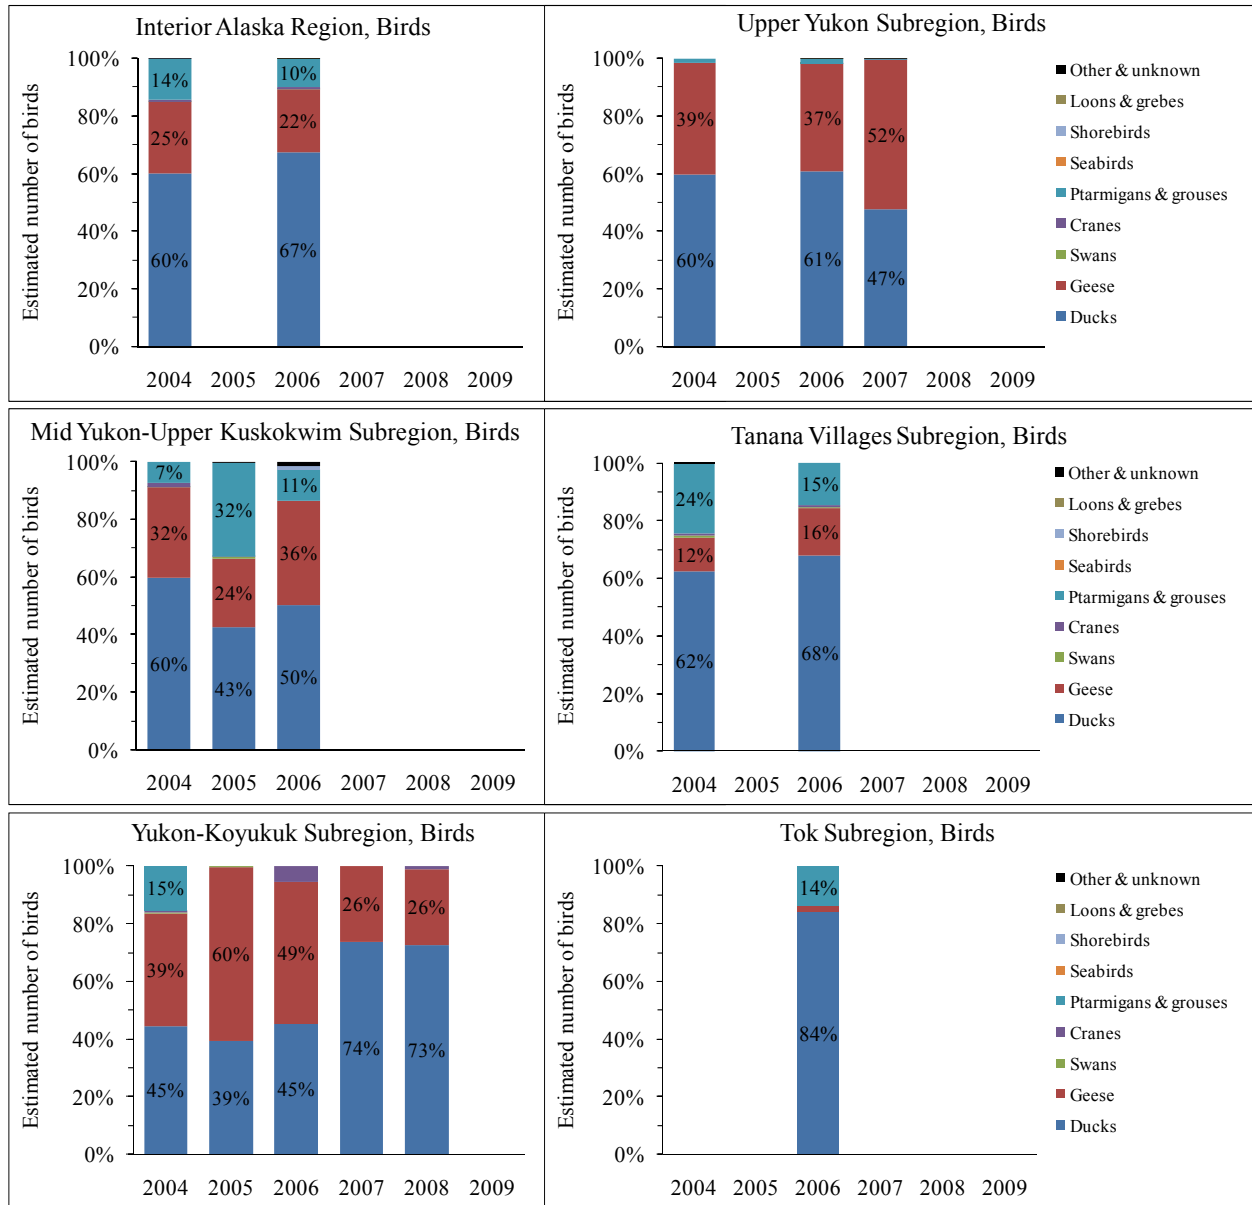 Interior Alaska Region, Birds
Estimated number of birds
100%
80%
60%
40%
20%
0%
14%
25%
60%
10%
22%
67%
2004 2005 2006 2007 2008 2009
Upper Yukon Subregion, Birds
Estimated number of birds
100%
80%
60%
40%
20%
0%
39%
60%
37%
61%
52%
47%
2004 2005 2006 2007 2008 2009
Other & unknown
Loons & grebes
Shorebirds
Seabirds
Ptarmigans & grouses
Cranes
Swans
Geese
Ducks
Mid Yukon-Upper Kuskokwim Subregion, Birds
Estimated number of birds
100%
80%
60%
40%
20%
0%
7%
32%
60%
32%
24%
43%
11%
36%
50%
2004 2005 2006 2007 2008 2009
Tanana Villages Subregion, Birds
Estimated number of birds
100%
80%
60%
40%
20%
0%
24%
12%
62%
15%
16%
68%
2004 2005 2006 2007 2008 2009
Other & unknown
Loons & grebes
Shorebirds
Seabirds
Ptarmigans & grouses
Cranes
Swans
Geese
Ducks
Yukon-Koyukuk Subregion, Birds
Estimated number of birds
100%
80%
60%
40%
20%
0%
15%
39%
45%
60%
39%
49%
45%
26%
74%
26%
73%
2004 2005 2006 2007 2008 2009
Tok Subregion, Birds
Estimated number of birds
100%
80%
60%
40%
20%
0%
14%
84%
2004 2005 2006 2007 2008 2009
Other & unknown
Loons & grebes
Shorebirds
Seabirds
Ptarmigans & grouses
Cranes
Swans
Geese
Ducks